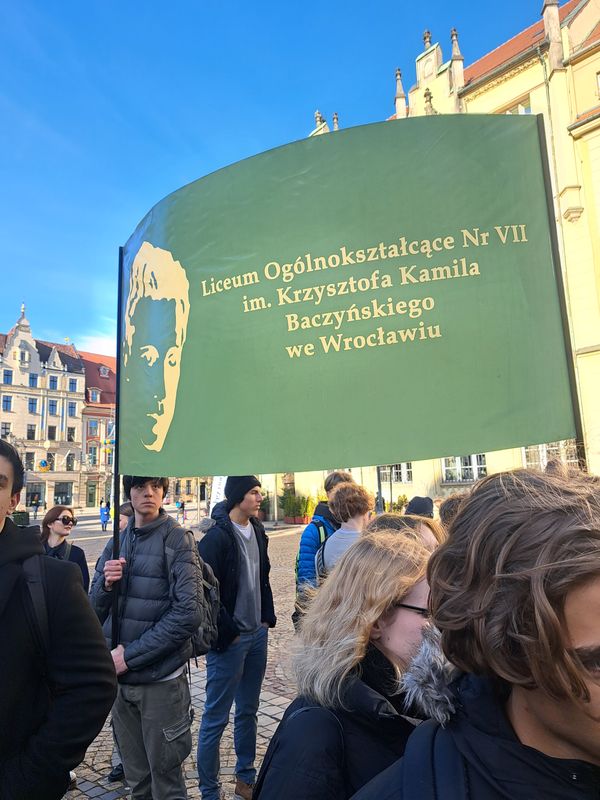 Liceum Ogólnokształcące Nr VII
im. Krzysztofa Kamila
Baczyńskiego
we Wrocławiu